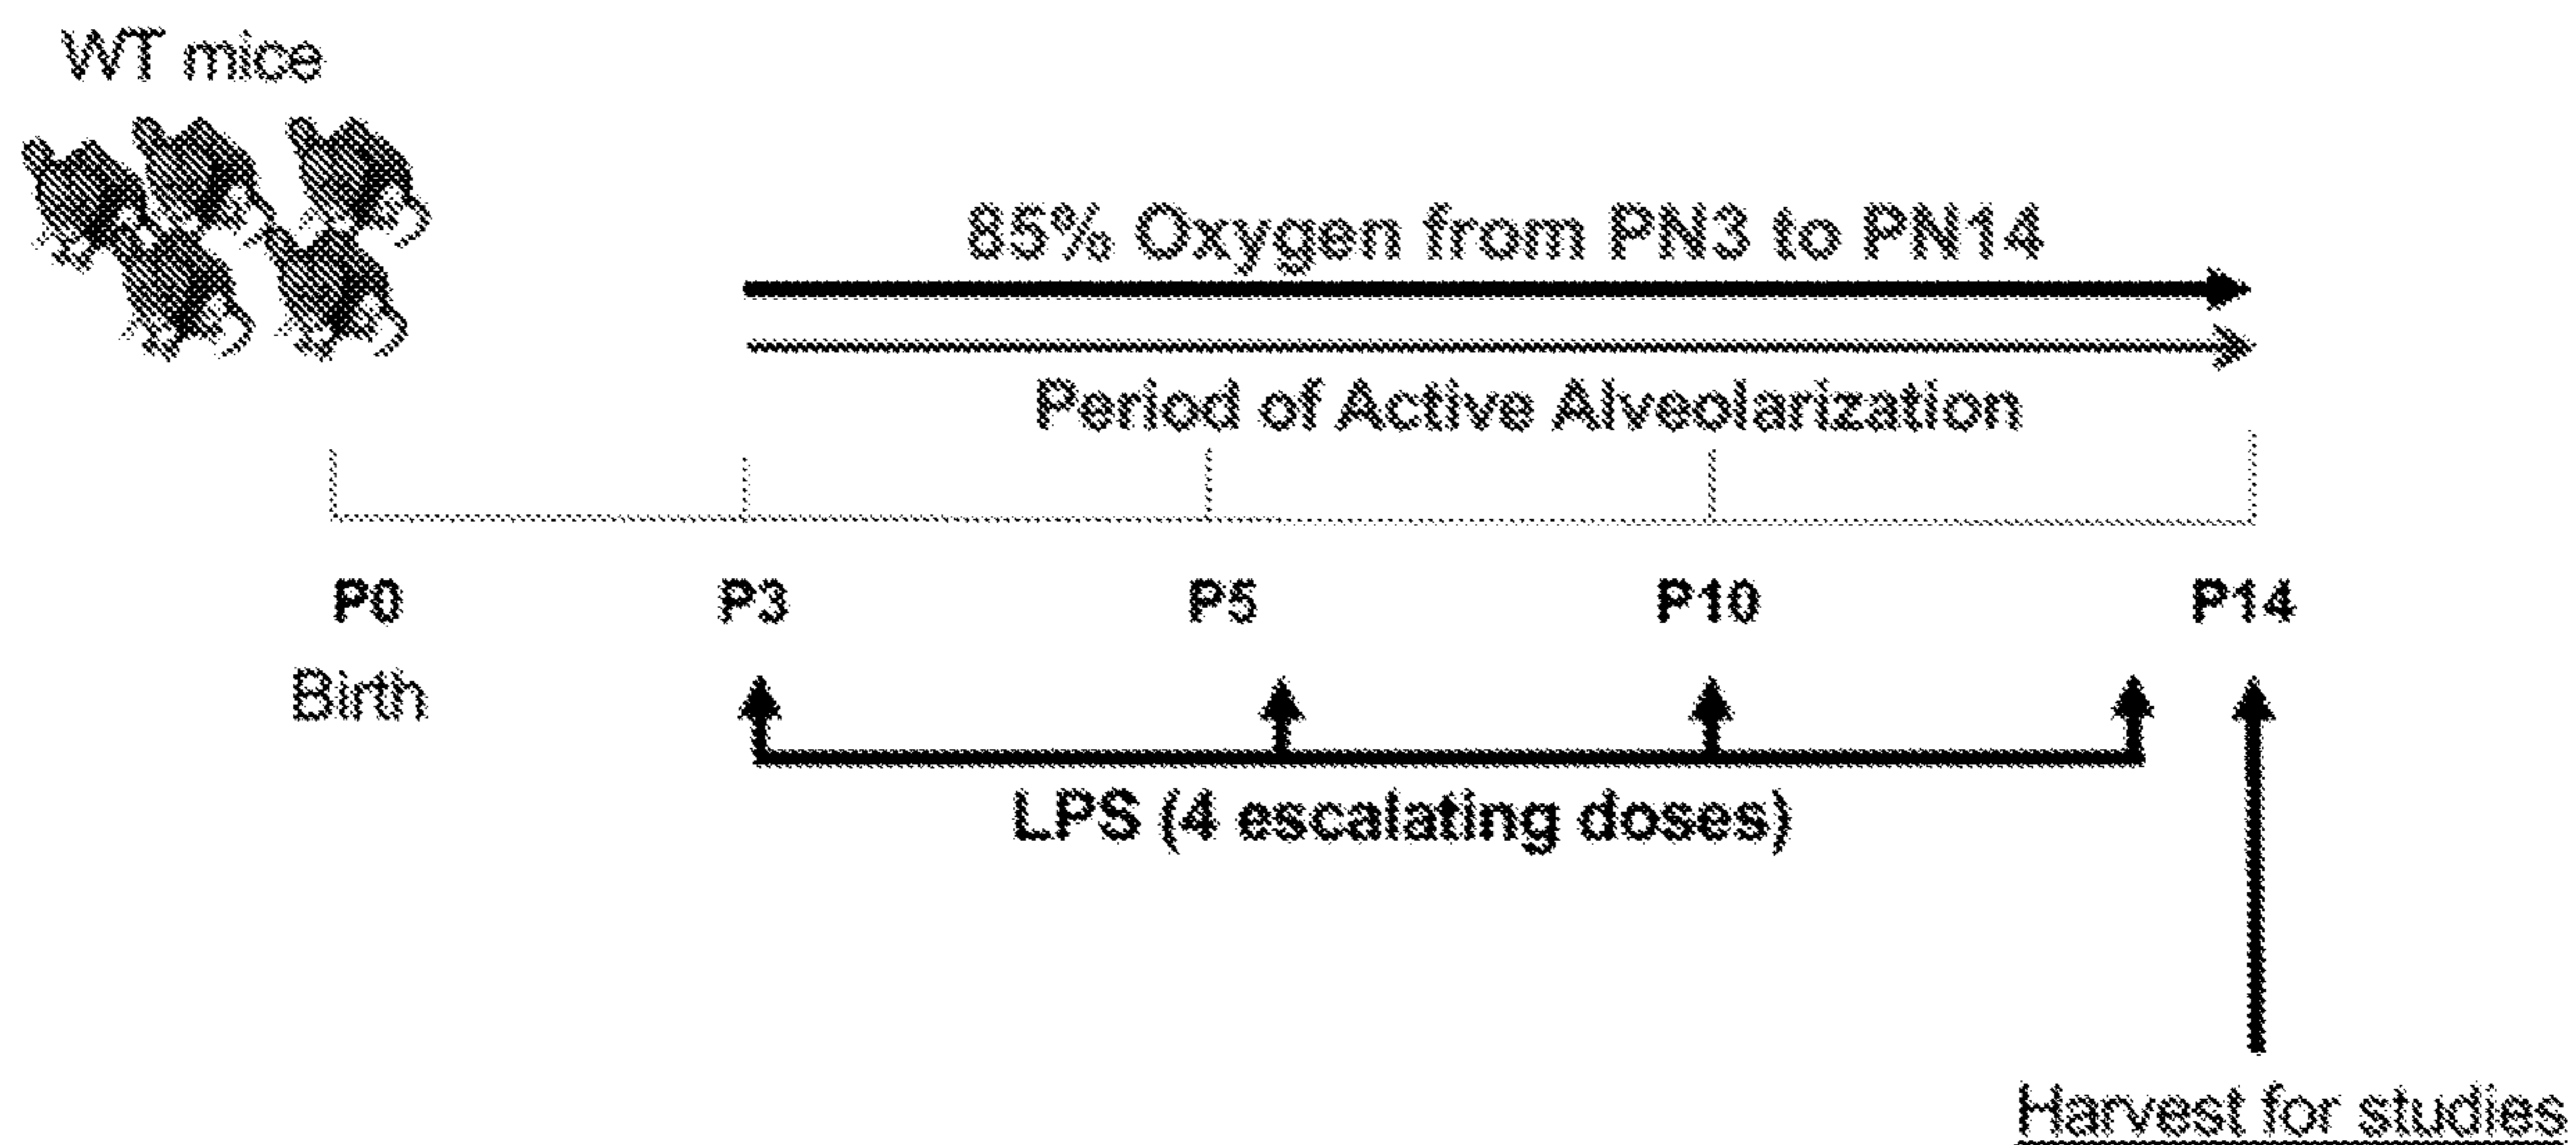 WT mice
85% Oxygen from PN3 to PN14
Period of Active Alveolarization
P0 P3 P5 P10 P14
Birth
LPS (4 escalating doses)
Harvest for studies